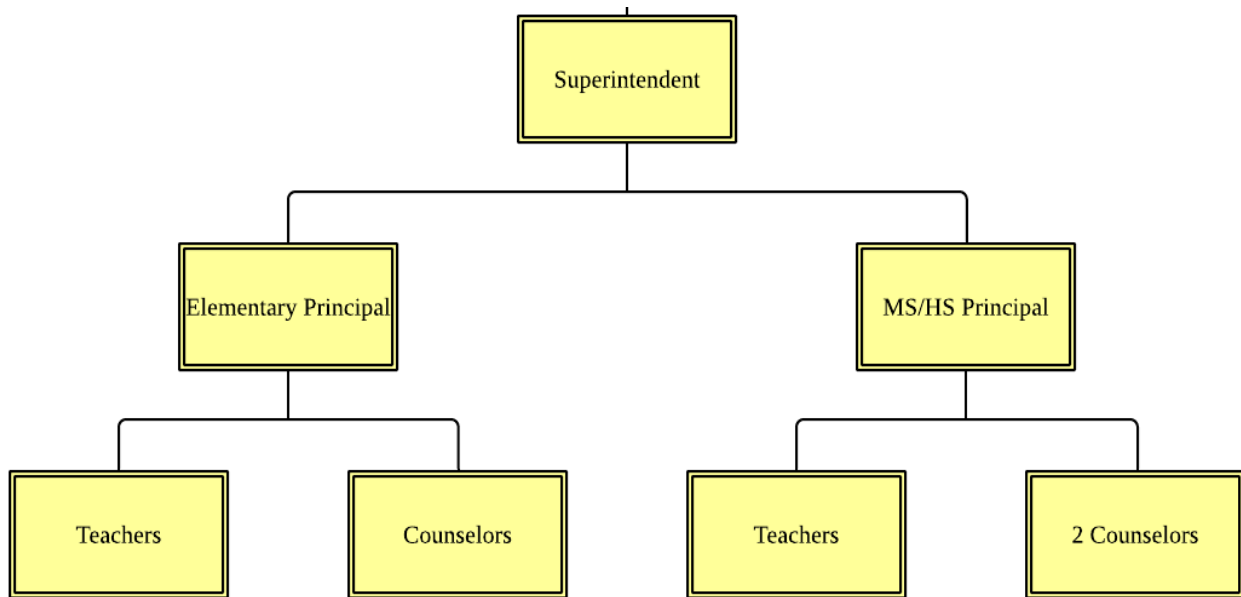 Superintendent
Elementary Principal
MS/HS Principal
Teachers
Counselors
Teachers
2 Counselors